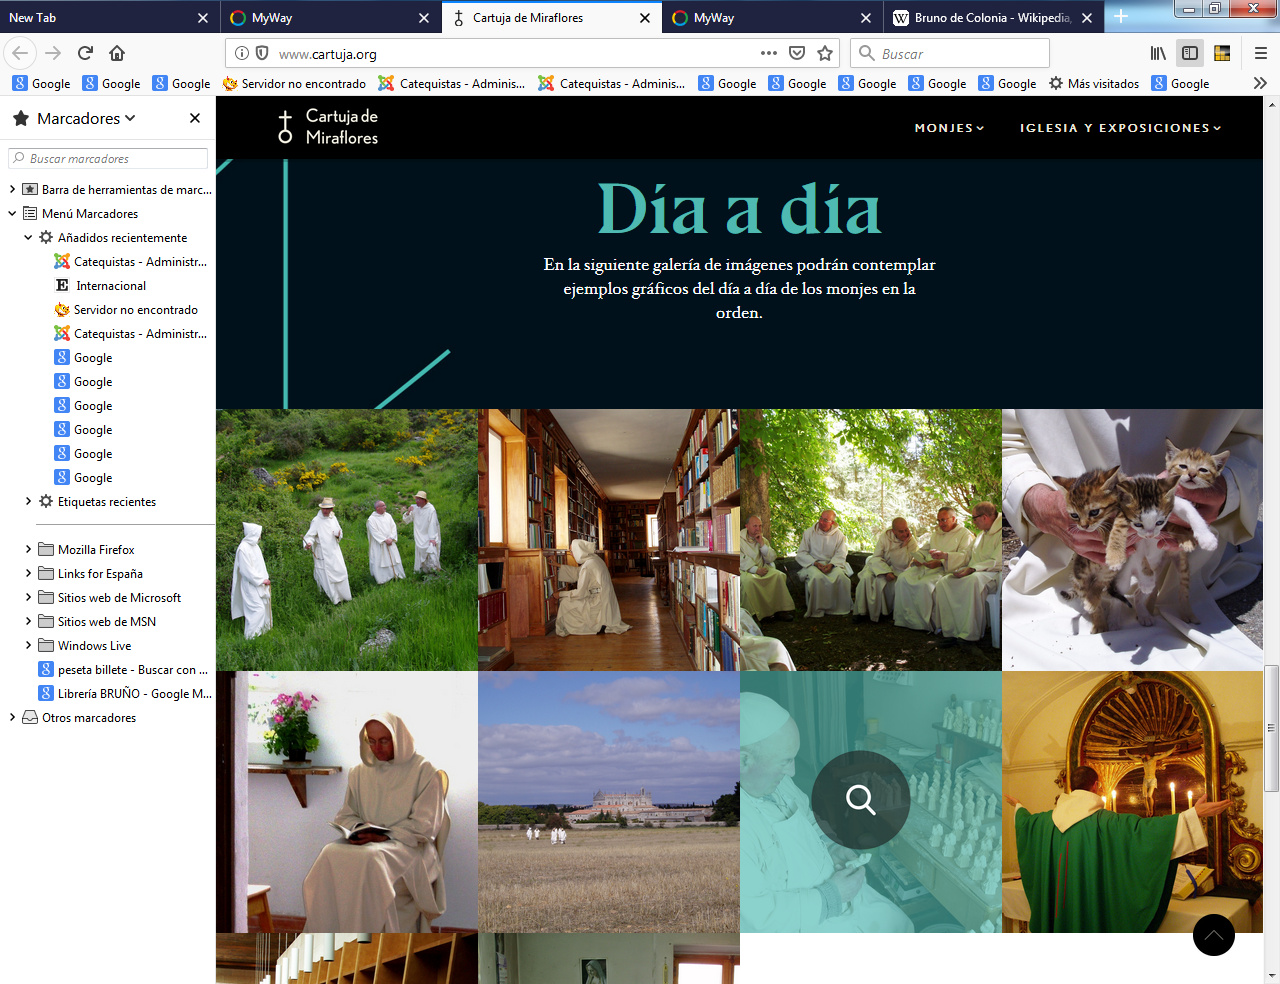 New Tab
MyWay
Cartuja de Miraflores
MyWay
Bruno de Colonia - Wikipedia,
www.cartuja.org
Buscar
Google
Google
Google
Servidor no encontrado
Catequistas - Adminis...
Catequistas - Adminis...
Google
Google
Google
Google
Google
Más visitados
Google
Marcadores
Buscar marcadores
Barra de herramientas de marc...
Menú Marcadores
Añadidos recientemente
Catequistas - Administr...
Internacional
Servidor no encontrado
Catequistas - Administr...
Google
Google
Google
Google
Google
Google
Etiquetas recientes
Mozilla Firefox
Links for España
Sitios web de Microsoft
Sitios web de MSN
Windows Live
peseta billete - Buscar con ...
Librería BRUÑO - Google M...
Otros marcadores
Cartuja de
Miraflores
MONJES
IGLESIA Y EXPOSICIONES
Día a día
En la siguiente galería de imágenes podrán contemplar
ejemplos gráficos del día a día de los monjes en la
orden.